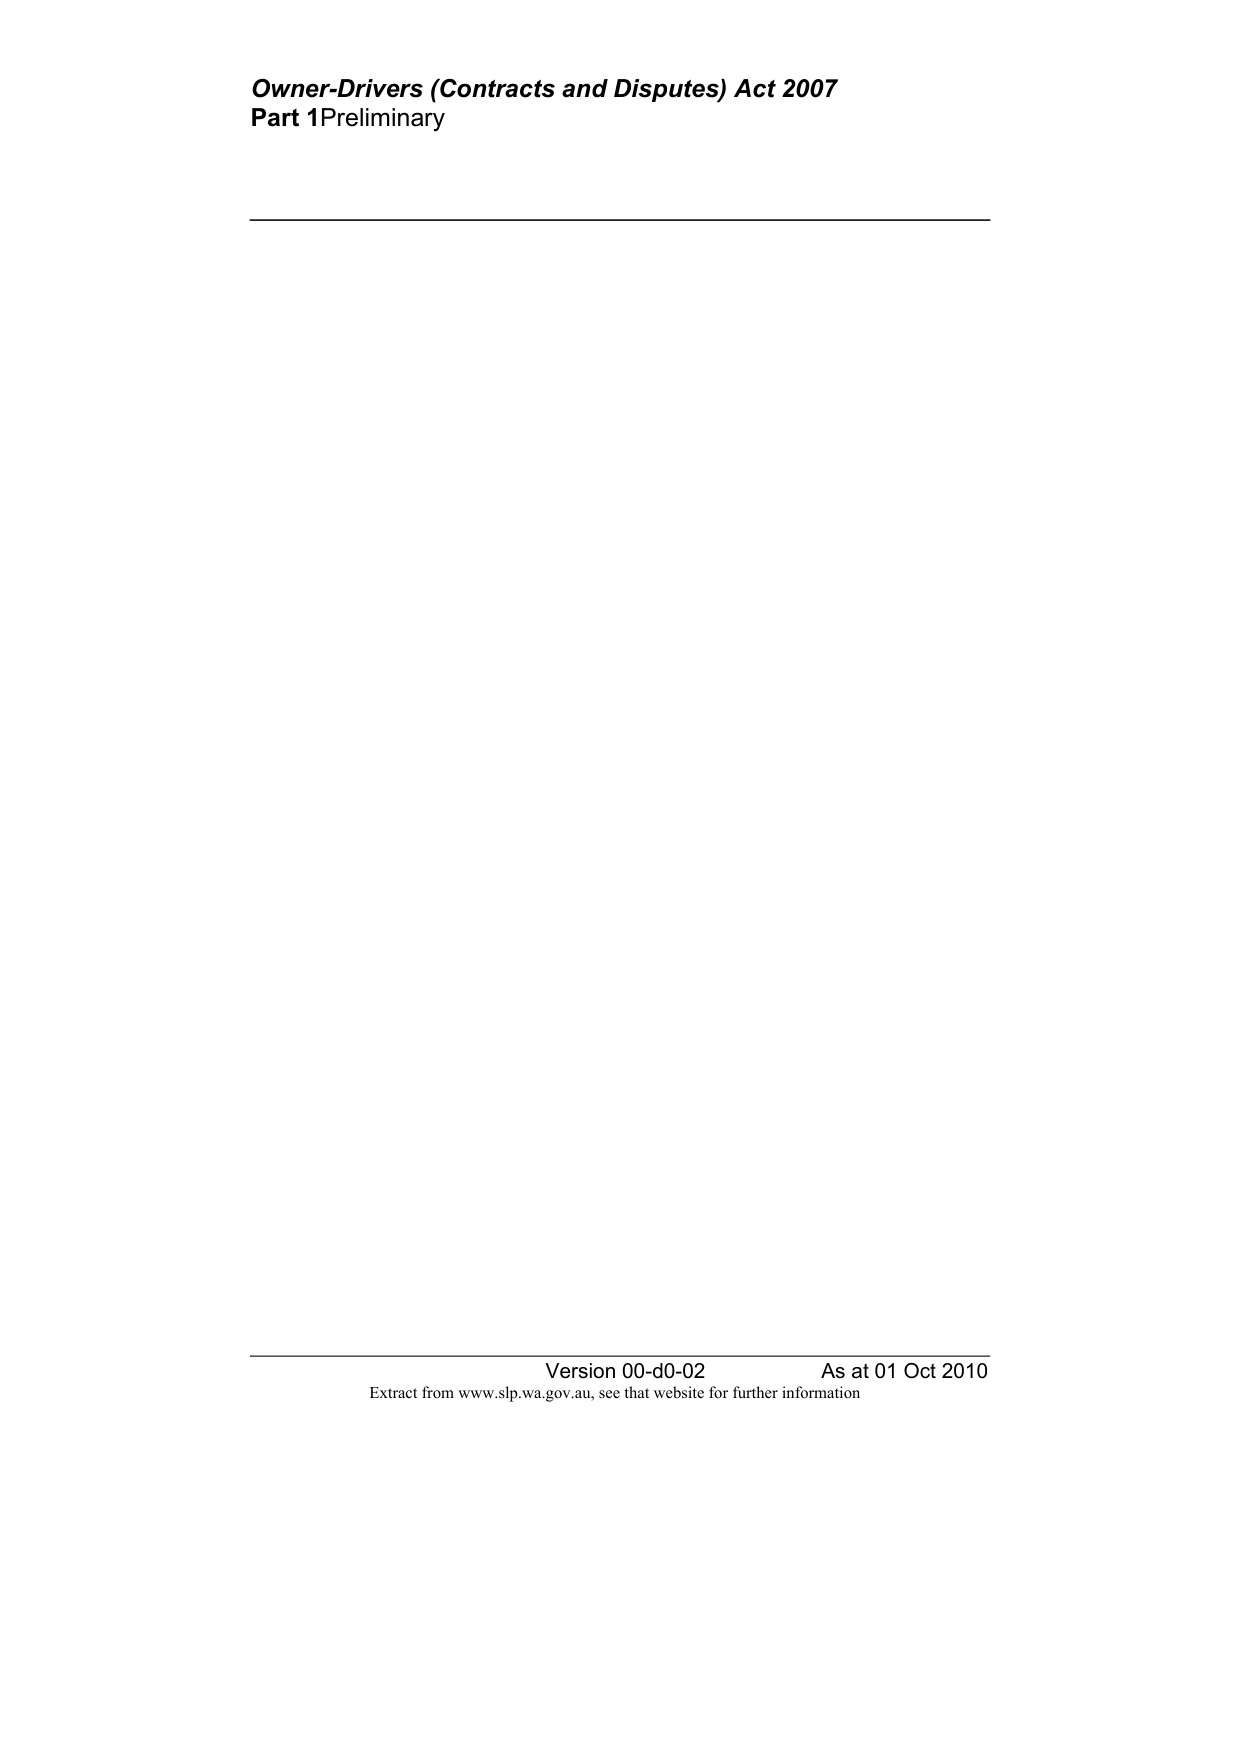 Owner-Drivers (Contracts and Disputes) Act 2007
Part 1Preliminary
Version 00-d0-02 As at 01 Oct 2010
Extract from www.slp.wa.gov.au, see that website for further information